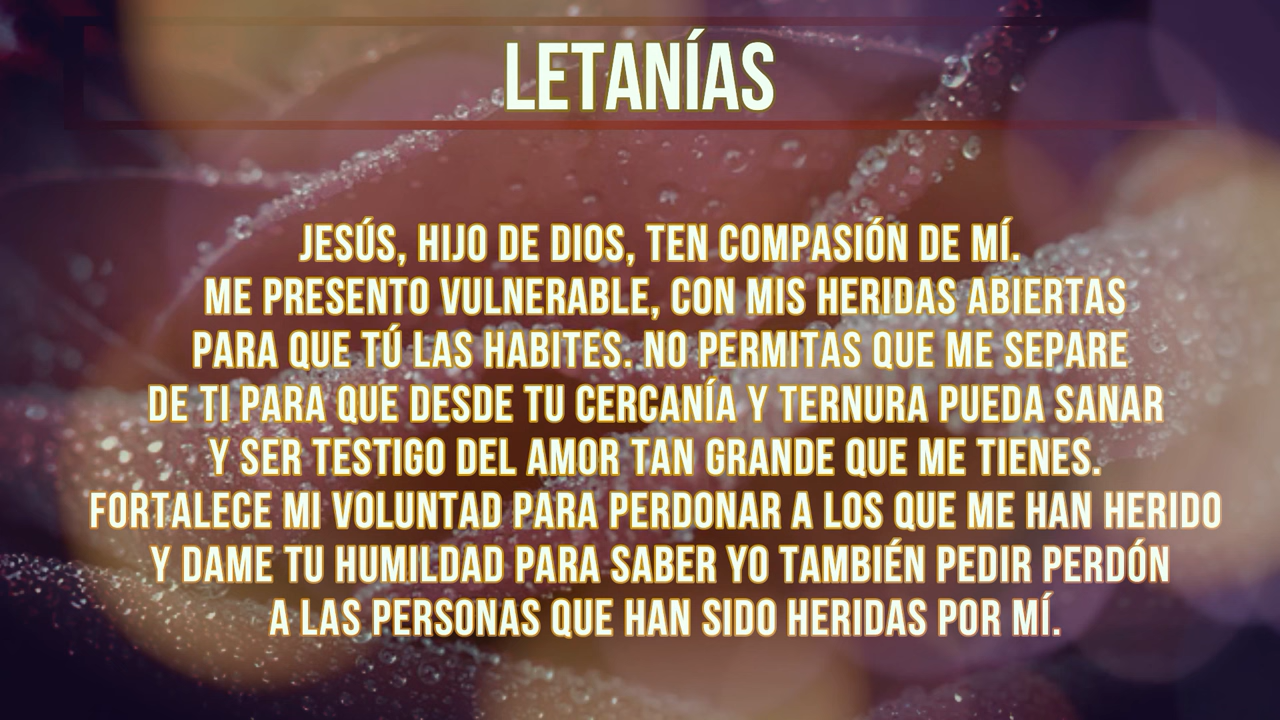 LETANÍAS
JESÚS, HIJO DE DIOS, TEN COMPASIÓN DE MÍ.
ME PRESENTO VULNERABLE, CON MIS HERIDAS ABIERTAS
PARA QUE TÚ LAS HABITES. NO PERMITAS QUE ME SEPARE
DE TI PARA QUE DESDE TU CERCANÍA Y TERNURA PUEDA SANAR
Y SER TESTIGO DEL AMOR TAN GRANDE QUE ME TIENES.
FORTALECE MI VOLUNTAD PARA PERDONAR A LOS QUE ME HAN HERIDO
Y DAME TU HUMILDAD PARA SABER YO TAMBIÉN PEDIR PERDÓN
A LAS PERSONAS QUE HAN SIDO HERIDAS POR MÍ.